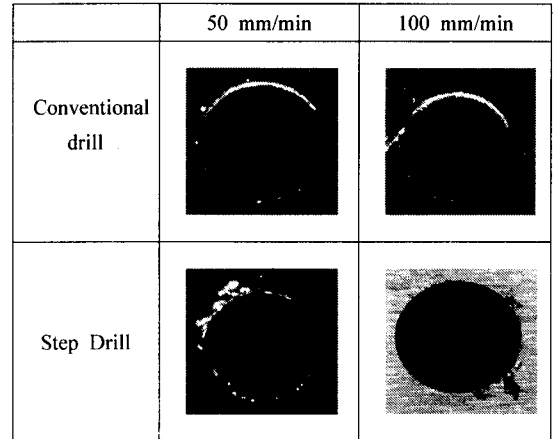 50 mm/min
100 mm/min
Conventional
drill
Step Drill